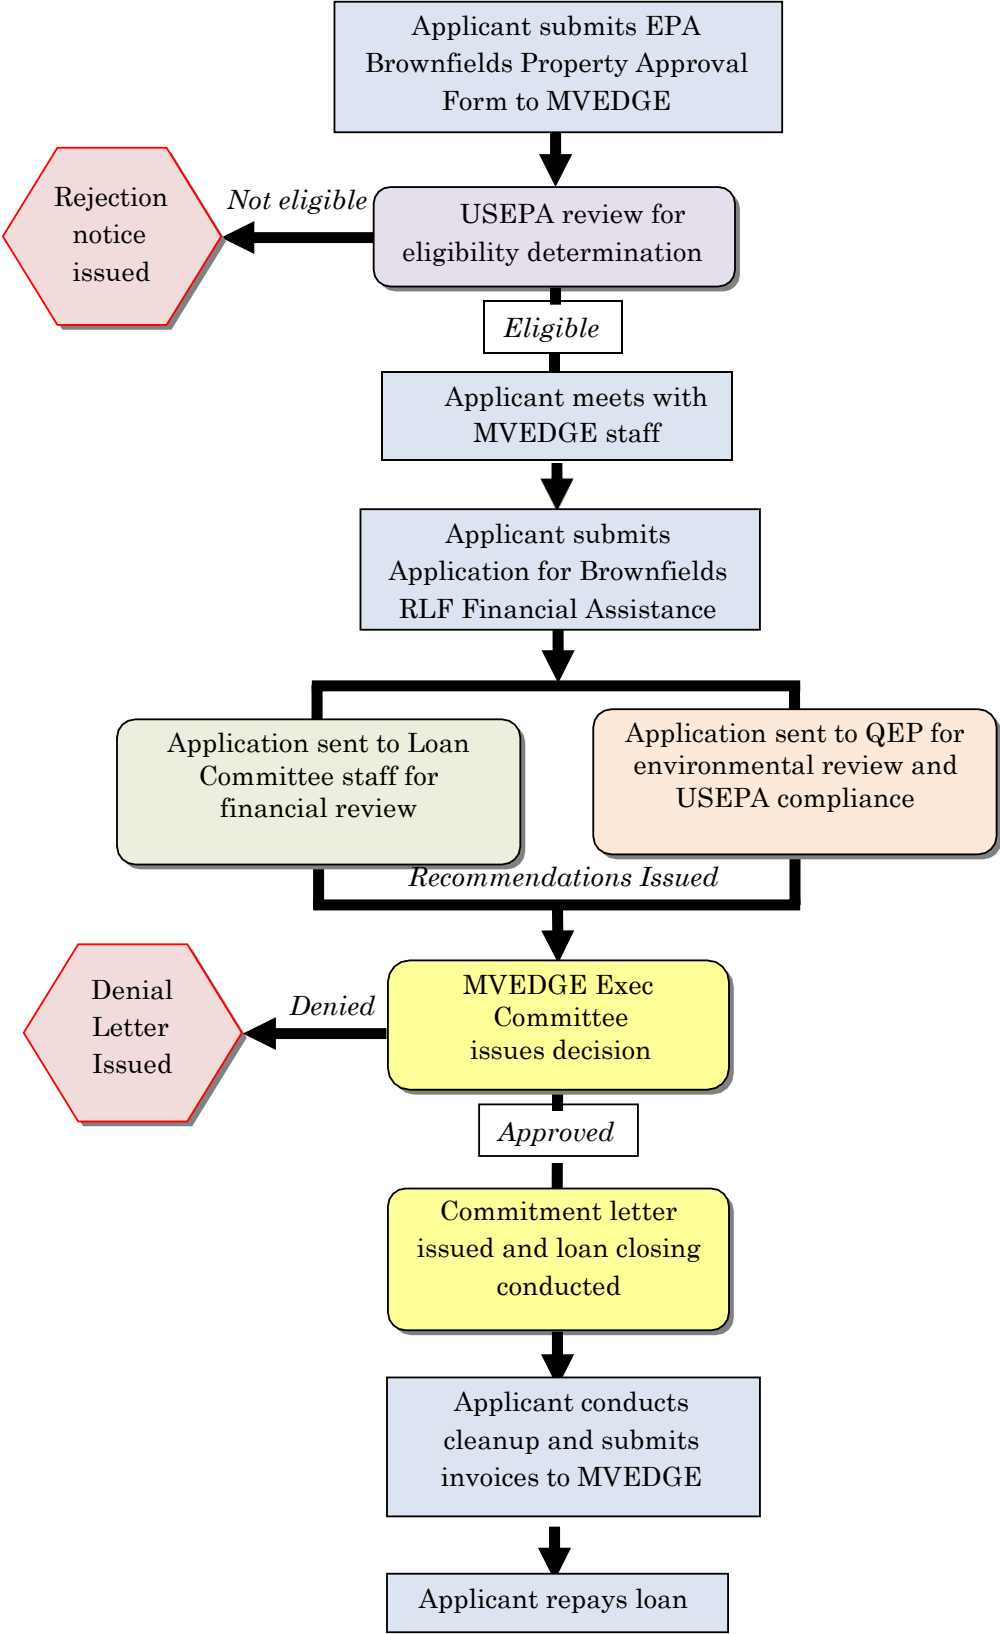 Applicant submits EPA
Brownfields Property Approval
Form to MVEDGE
Rejection
notice
issued
Not eligible
USEPA review for
eligibility determination
Eligible
Applicant meets with
MVEDGE staff
Applicant submits
Application for Brownfields
RLF Financial Assistance
Application sent to Loan
Committee staff for
financial review
Application sent to QEP for
environmental review and
USEPA compliance
Recommendations Issued
MVEDGE Exec
Committee
issues decision
Denied
Denial
Letter
Issued
Approved
Commitment letter
issued and loan closing
conducted
Applicant conducts
cleanup and submits
invoices to MVEDGE
Applicant repays loan